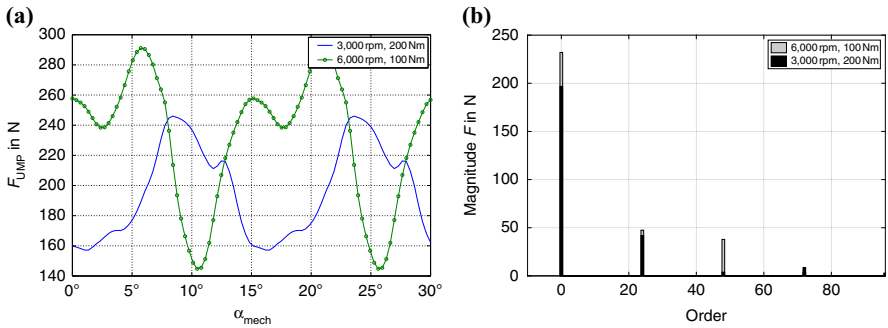 (a)
300
280
260
240
220
200
180
160
140
F_UMP in N
3,000 rpm, 200 Nm
6,000 rpm, 100 Nm
0° 5° 10° 15° 20° 25° 30°
α_mech
(b)
250
200
150
100
50
0
Magnitude F in N
6,000 rpm, 100 Nm
3,000 rpm, 200 Nm
0 20 40 60 80
Order